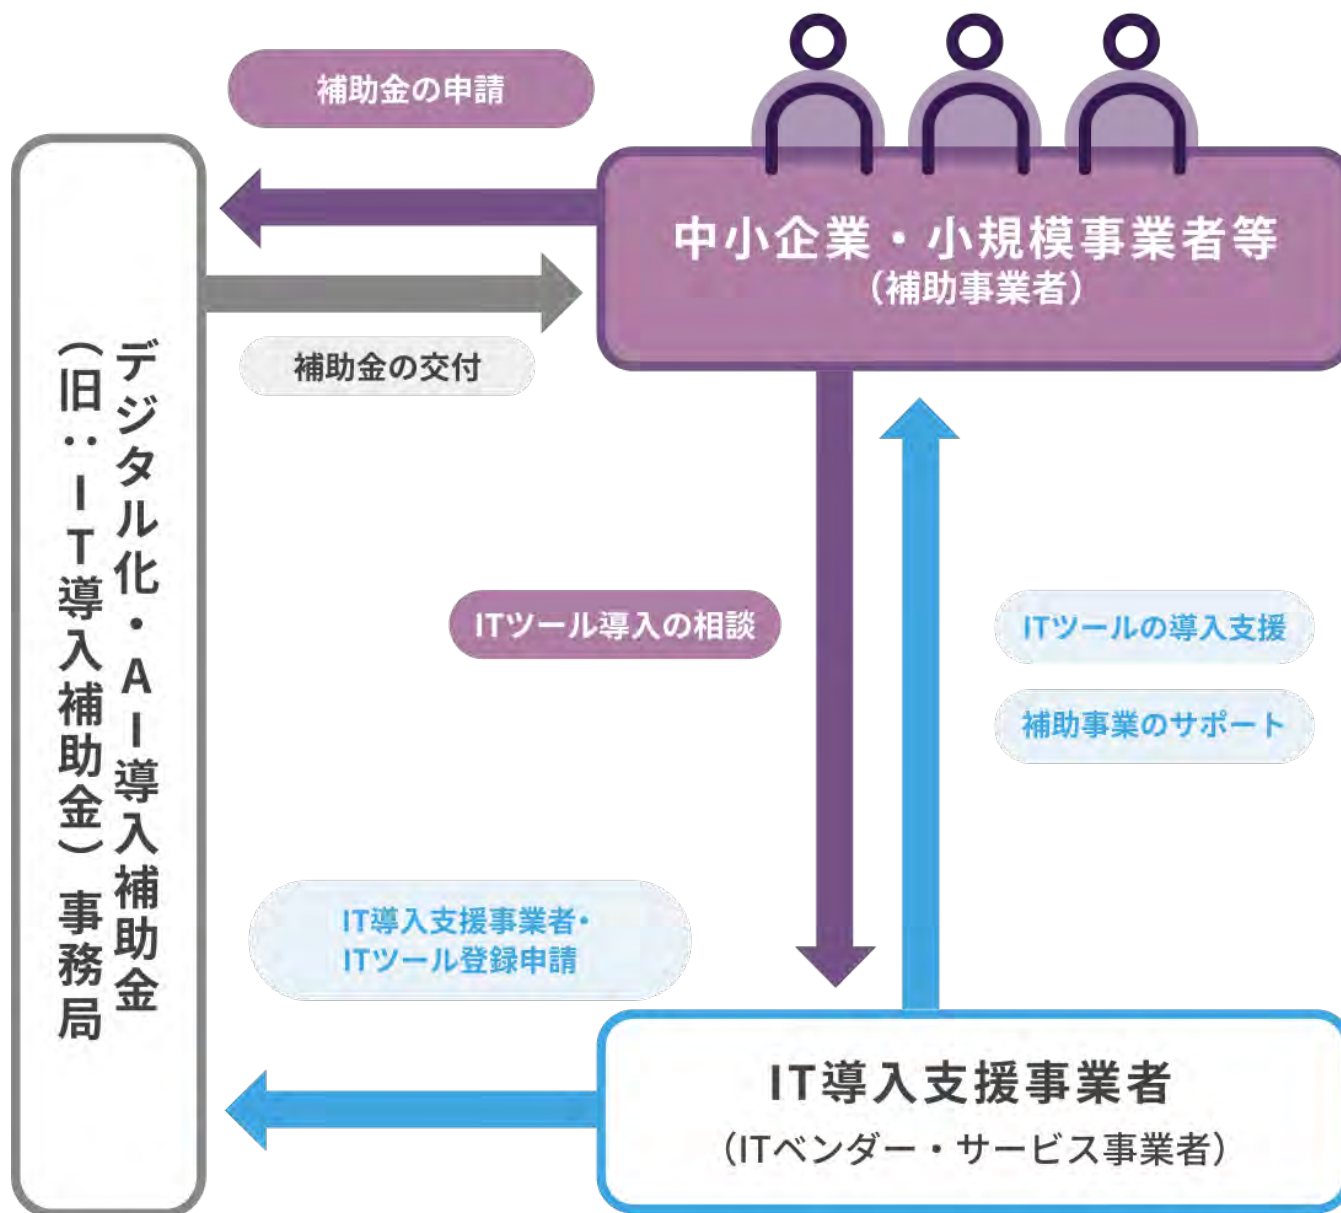 補助金の申請
中小企業・小規模事業者等
（補助事業者）
補助金の交付
デジタル化・AI導入補助金
（旧：IT導入補助金）事務局
ITツール導入の相談
ITツールの導入支援
補助事業のサポート
IT導入支援事業者・
ITツール登録申請
IT導入支援事業者
（ITベンダー・サービス事業者）